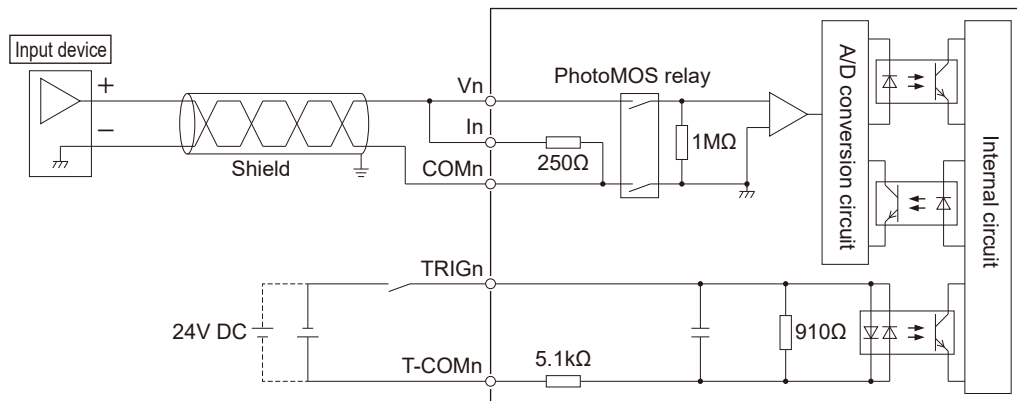 Input device
+
−
Shield
Vn
In
COMn
250Ω
PhotoMOS relay
1MΩ
A/D conversion circuit
Internal circuit
TRIGn
24V DC
T-COMn
5.1kΩ
910Ω